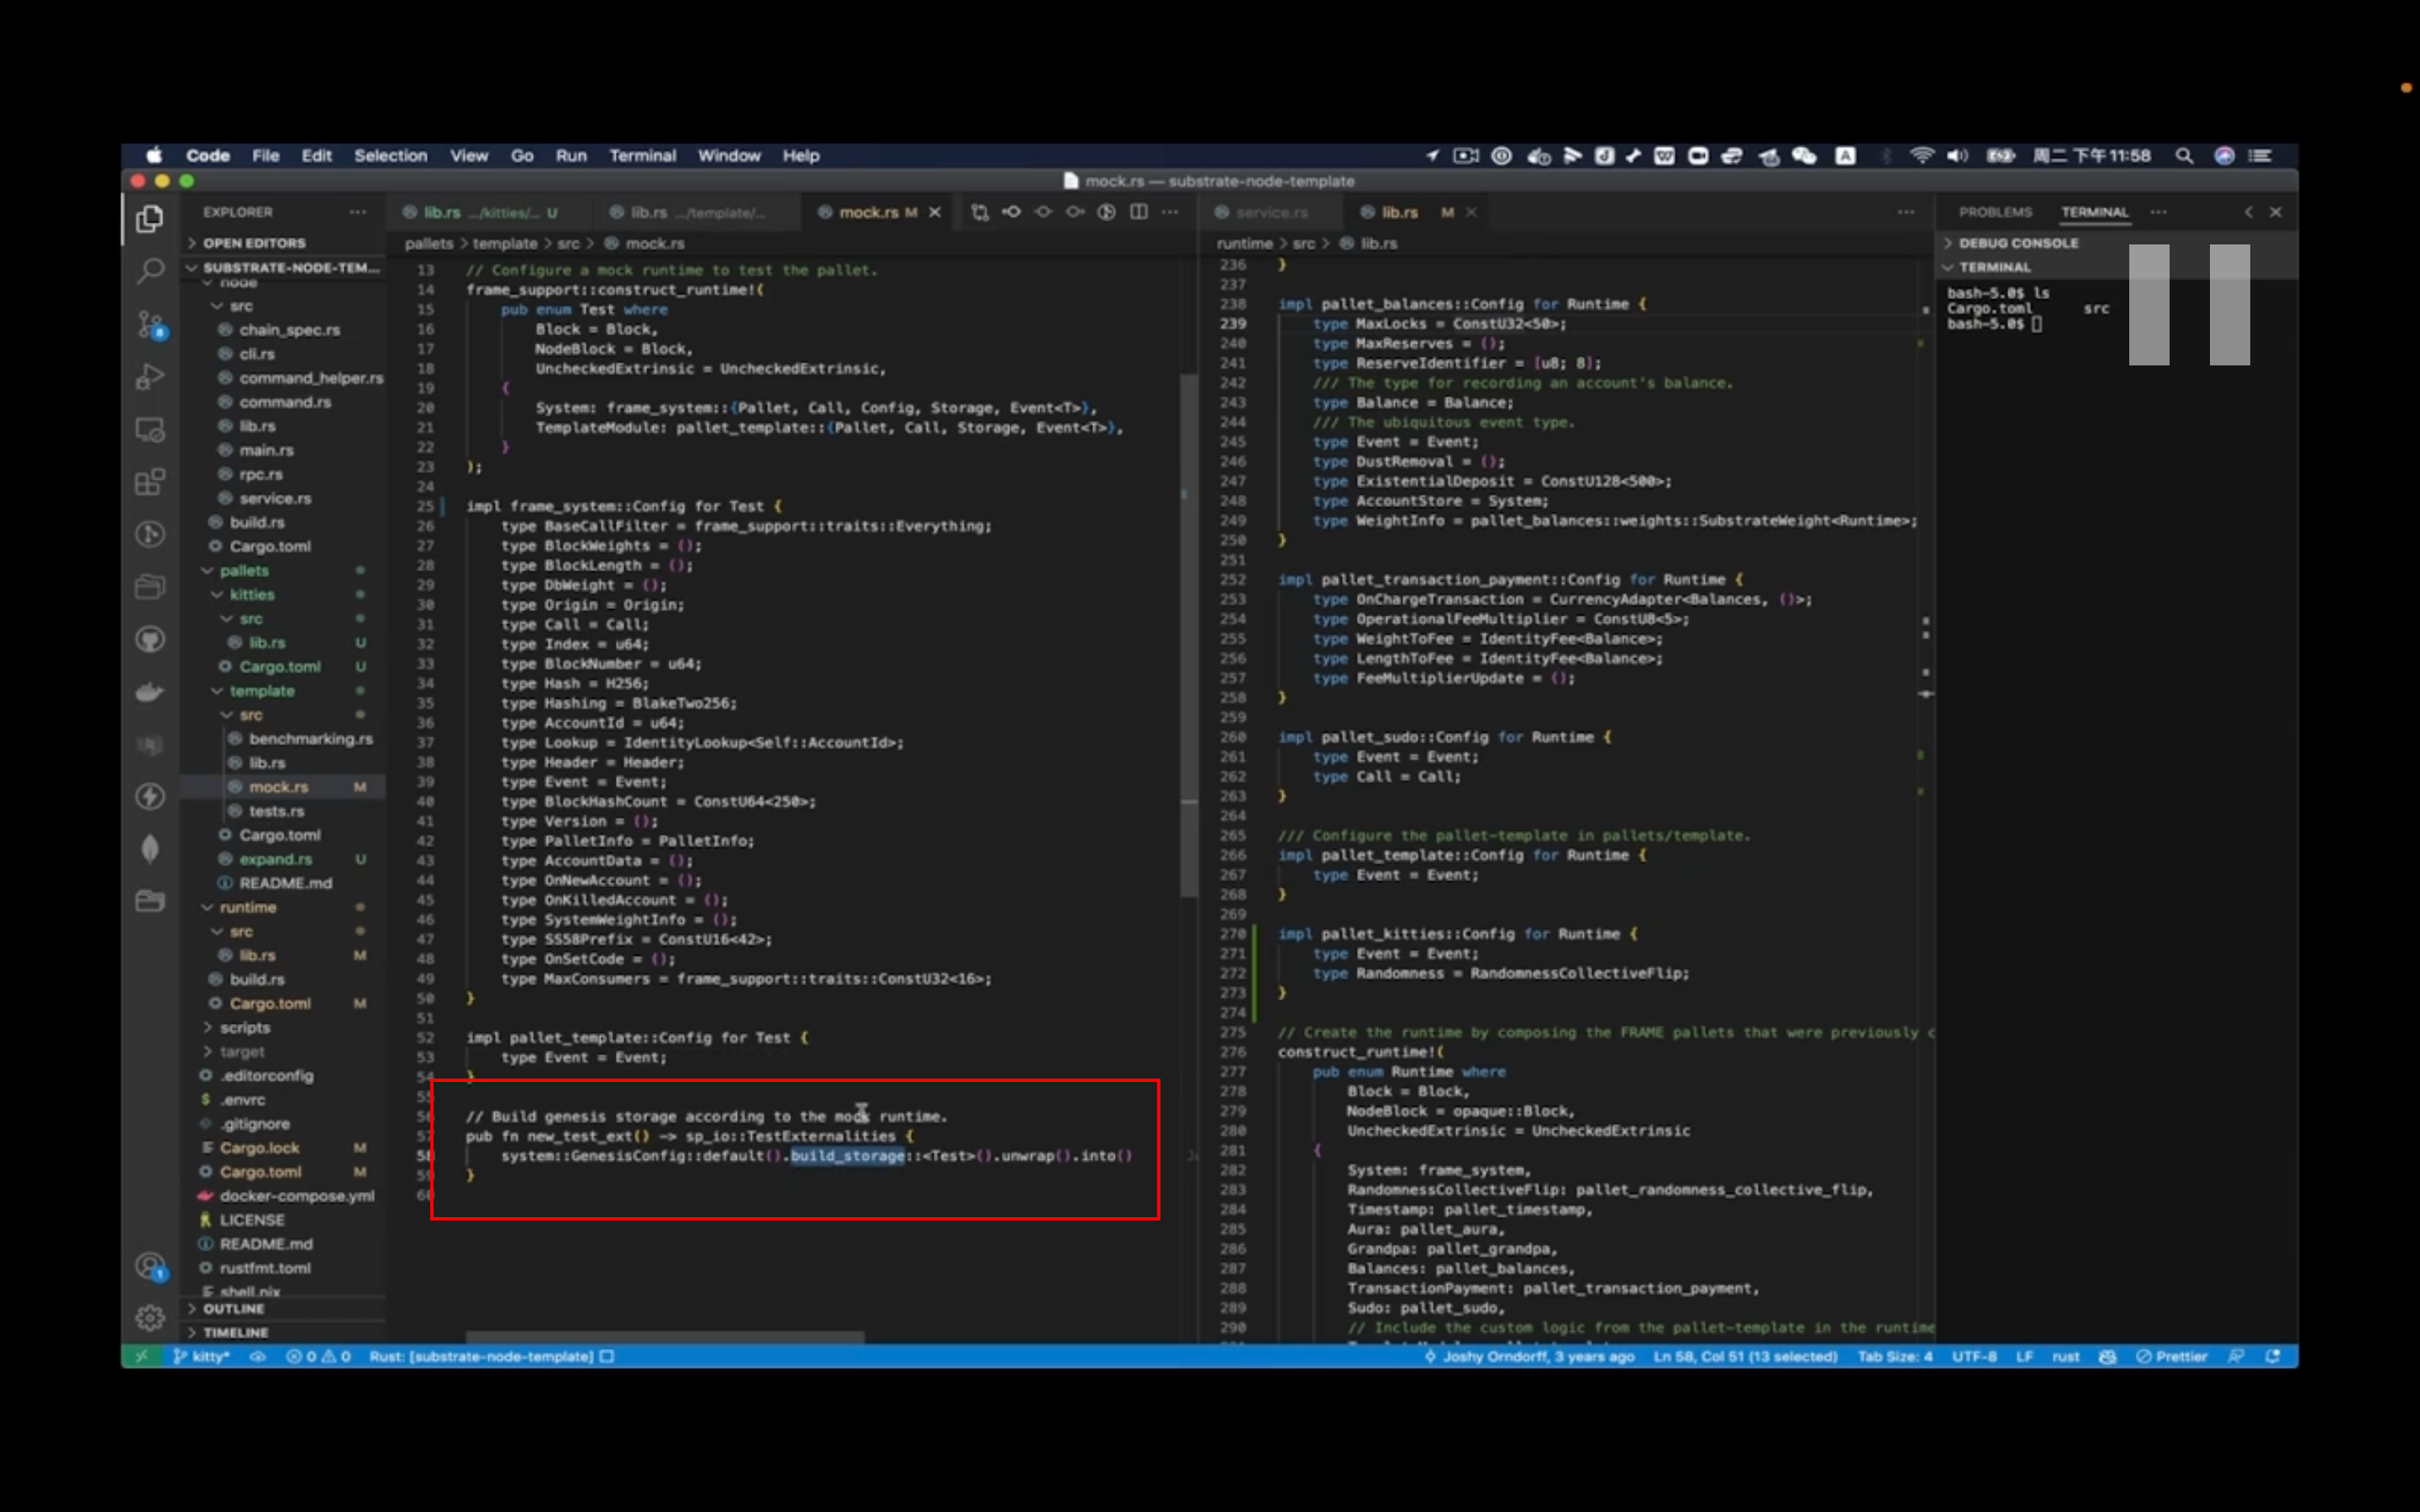 Code File Edit Selection View Go Run Terminal Window Help
周二 下午11:58
mock.rs — substrate-node-template
EXPLORER
OPEN EDITORS
SUBSTRATE-NODE-TEM...
node
src
chain_spec.rs
cli.rs
command_helper.rs
command.rs
lib.rs
main.rs
rpc.rs
service.rs
build.rs
Cargo.toml
pallets
kitties
src
lib.rs U
Cargo.toml U
template
src
benchmarking.rs
lib.rs
mock.rs M
tests.rs
Cargo.toml
expand.rs U
README.md
runtime
src
lib.rs M
build.rs
Cargo.toml M
scripts
target
.editorconfig
.envrc
.gitignore
Cargo.lock M
Cargo.toml M
docker-compose.yml
LICENSE
README.md
rustfmt.toml
shell.nix
OUTLINE
TIMELINE
lib.rs .../kitties/... U lib.rs .../template/... mock.rs M
pallets > template > src > mock.rs
13 // Configure a mock runtime to test the pallet.
14 frame_support::construct_runtime!(
15 pub enum Test where
16 Block = Block,
17 NodeBlock = Block,
18 UncheckedExtrinsic = UncheckedExtrinsic,
19 {
20 System: frame_system::{Pallet, Call, Config, Storage, Event<T>},
21 TemplateModule: pallet_template::{Pallet, Call, Storage, Event<T>},
22 }
23 );
24
25 impl frame_system::Config for Test {
26 type BaseCallFilter = frame_support::traits::Everything;
27 type BlockWeights = ();
28 type BlockLength = ();
29 type DbWeight = ();
30 type Origin = Origin;
31 type Call = Call;
32 type Index = u64;
33 type BlockNumber = u64;
34 type Hash = H256;
35 type Hashing = BlakeTwo256;
36 type AccountId = u64;
37 type Lookup = IdentityLookup<Self::AccountId>;
38 type Header = Header;
39 type Event = Event;
40 type BlockHashCount = ConstU64<250>;
41 type Version = ();
42 type PalletInfo = PalletInfo;
43 type AccountData = ();
44 type OnNewAccount = ();
45 type OnKilledAccount = ();
46 type SystemWeightInfo = ();
47 type SS58Prefix = ConstU16<42>;
48 type OnSetCode = ();
49 type MaxConsumers = frame_support::traits::ConstU32<16>;
50 }
51
52 impl pallet_template::Config for Test {
53 type Event = Event;
54 }
55
56 // Build genesis storage according to the mock runtime.
57 pub fn new_test_ext() -> sp_io::TestExternalities {
58 system::GenesisConfig::default().build_storage::<Test>().unwrap().into()
59 }
60
service.rs lib.rs M
runtime > src > lib.rs
236 }
237
238 impl pallet_balances::Config for Runtime {
239 type MaxLocks = ConstU32<50>;
240 type MaxReserves = ();
241 type ReserveIdentifier = [u8; 8];
242 /// The type for recording an account's balance.
243 type Balance = Balance;
244 /// The ubiquitous event type.
245 type Event = Event;
246 type DustRemoval = ();
247 type ExistentialDeposit = ConstU128<500>;
248 type AccountStore = System;
249 type WeightInfo = pallet_balances::weights::SubstrateWeight<Runtime>;
250 }
251
252 impl pallet_transaction_payment::Config for Runtime {
253 type OnChargeTransaction = CurrencyAdapter<Balances, ()>;
254 type OperationalFeeMultiplier = ConstU8<5>;
255 type WeightToFee = IdentityFee<Balance>;
256 type LengthToFee = IdentityFee<Balance>;
257 type FeeMultiplierUpdate = ();
258 }
259
260 impl pallet_sudo::Config for Runtime {
261 type Event = Event;
262 type Call = Call;
263 }
264
265 /// Configure the pallet-template in pallets/template.
266 impl pallet_template::Config for Runtime {
267 type Event = Event;
268 }
269
270 impl pallet_kitties::Config for Runtime {
271 type Event = Event;
272 type Randomness = RandomnessCollectiveFlip;
273 }
274
275 // Create the runtime by composing the FRAME pallets that were previously c
276 construct_runtime!(
277 pub enum Runtime where
278 Block = Block,
279 NodeBlock = opaque::Block,
280 UncheckedExtrinsic = UncheckedExtrinsic
281 {
282 System: frame_system,
283 RandomnessCollectiveFlip: pallet_randomness_collective_flip,
284 Timestamp: pallet_timestamp,
285 Aura: pallet_aura,
286 Grandpa: pallet_grandpa,
287 Balances: pallet_balances,
288 TransactionPayment: pallet_transaction_payment,
289 Sudo: pallet_sudo,
290 // Include the custom logic from the pallet-template in the runtime
PROBLEMS TERMINAL
DEBUG CONSOLE
TERMINAL
bash-5.0$ ls
Cargo.toml src
bash-5.0$
kitty* 0 0 Rust: [substrate-node-template] Joshy Orndorff, 3 years ago Ln 58, Col 51 (13 selected) Tab Size: 4 UTF-8 LF rust Prettier